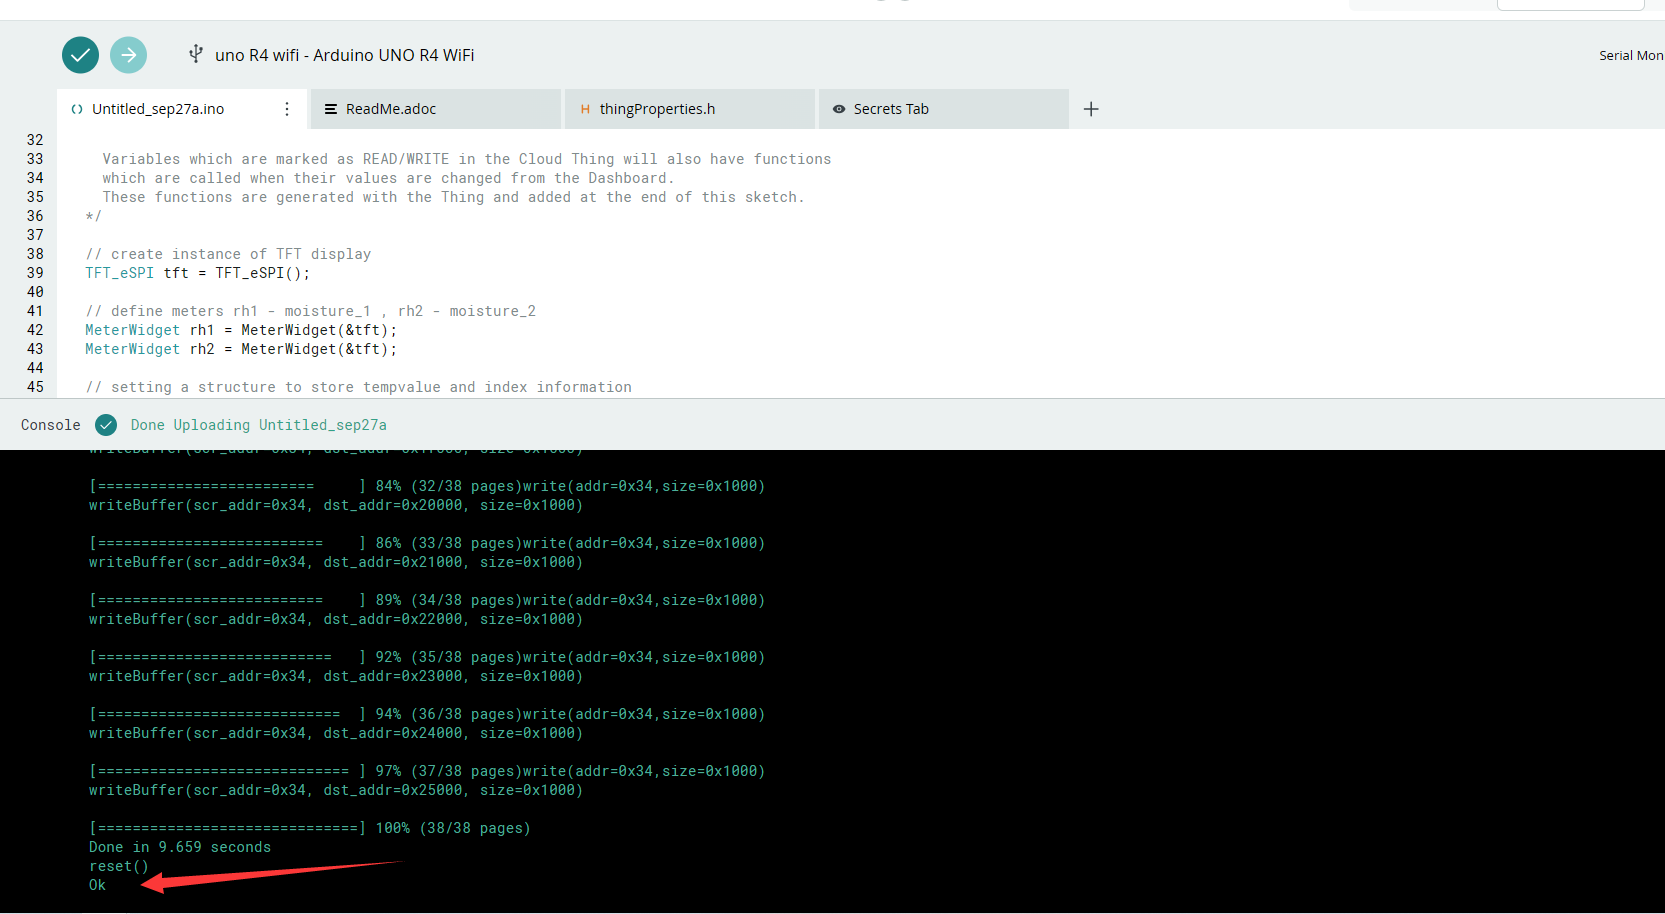 uno R4 wifi - Arduino UNO R4 WiFi
Serial Mon
Untitled_sep27a.ino
ReadMe.adoc
H thingProperties.h
Secrets Tab
32
33 Variables which are marked as READ/WRITE in the Cloud Thing will also have functions
34 which are called when their values are changed from the Dashboard.
35 These functions are generated with the Thing and added at the end of this sketch.
36 */
37
38 // create instance of TFT display
39 TFT_eSPI tft = TFT_eSPI();
40
41 // define meters rh1 - moisture_1 , rh2 - moisture_2
42 MeterWidget rh1 = MeterWidget(&tft);
43 MeterWidget rh2 = MeterWidget(&tft);
44
45 // setting a structure to store tempvalue and index information
Console Done Uploading Untitled_sep27a
[========================= ] 84% (32/38 pages)write(addr=0x34,size=0x1000)
writeBuffer(scr_addr=0x34, dst_addr=0x20000, size=0x1000)
[========================== ] 86% (33/38 pages)write(addr=0x34,size=0x1000)
writeBuffer(scr_addr=0x34, dst_addr=0x21000, size=0x1000)
[========================== ] 89% (34/38 pages)write(addr=0x34,size=0x1000)
writeBuffer(scr_addr=0x34, dst_addr=0x22000, size=0x1000)
[=========================== ] 92% (35/38 pages)write(addr=0x34,size=0x1000)
writeBuffer(scr_addr=0x34, dst_addr=0x23000, size=0x1000)
[============================ ] 94% (36/38 pages)write(addr=0x34,size=0x1000)
writeBuffer(scr_addr=0x34, dst_addr=0x24000, size=0x1000)
[============================= ] 97% (37/38 pages)write(addr=0x34,size=0x1000)
writeBuffer(scr_addr=0x34, dst_addr=0x25000, size=0x1000)
[==============================] 100% (38/38 pages)
Done in 9.659 seconds
reset()
Ok